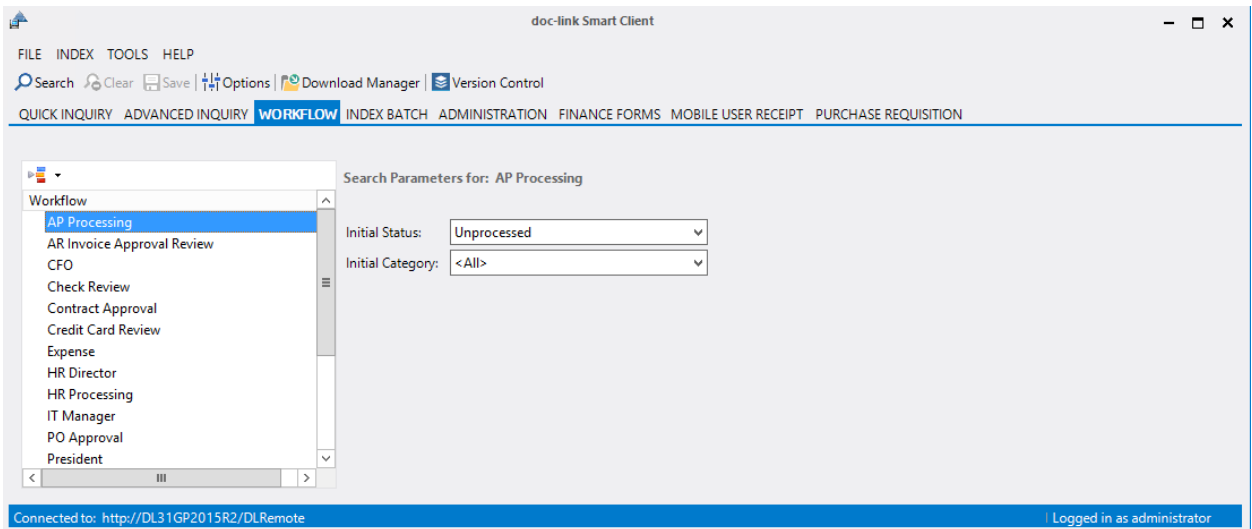 doc-link Smart Client
FILE INDEX TOOLS HELP
Search Clear Save Options Download Manager Version Control
QUICK INQUIRY ADVANCED INQUIRY WORKFLOW INDEX BATCH ADMINISTRATION FINANCE FORMS MOBILE USER RECEIPT PURCHASE REQUISITION
Search Parameters for: AP Processing
Workflow
AP Processing
AR Invoice Approval Review
CFO
Check Review
Contract Approval
Credit Card Review
Expense
HR Director
HR Processing
IT Manager
PO Approval
President
Initial Status: Unprocessed
Initial Category: <All>
Connected to: http://DL31GP2015R2/DLRemote
Logged in as administrator